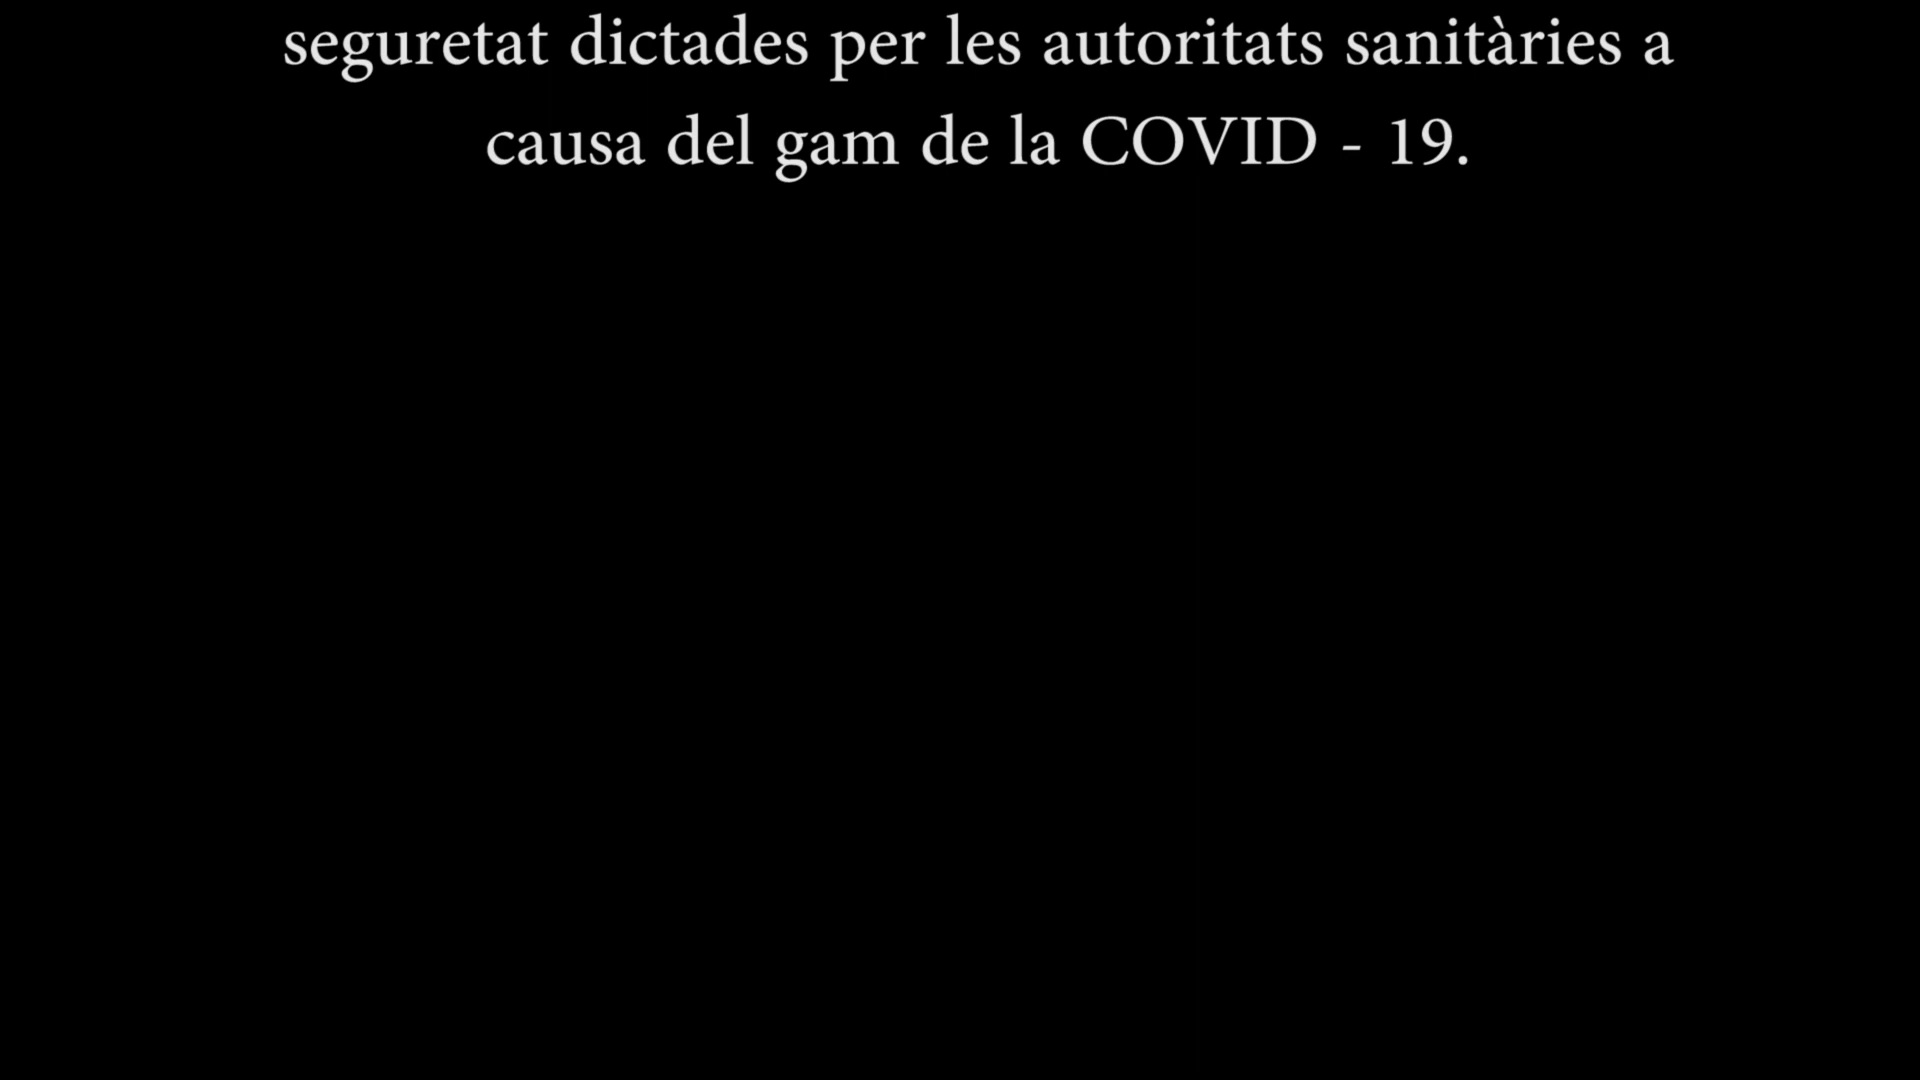 seguretat dictades per les autoritats sanitàries a
causa del gam de la COVID - 19.